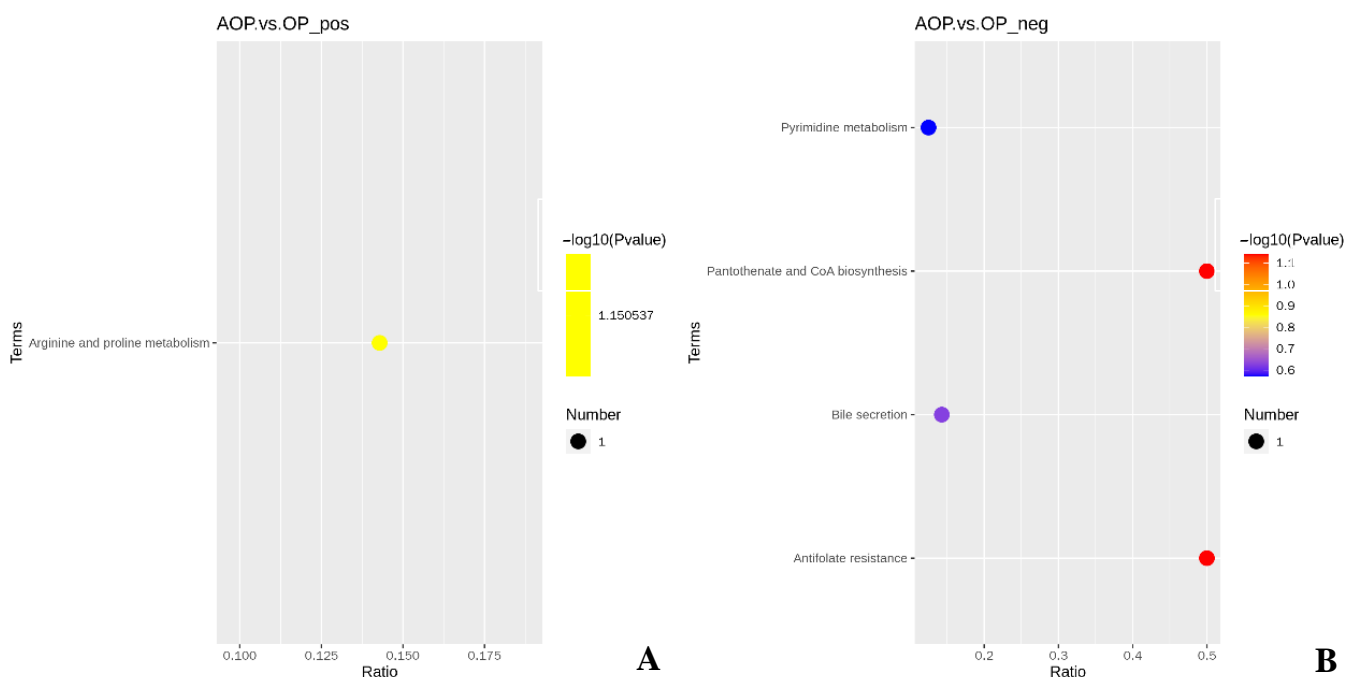 AOP.vs.OP_pos
Terms
Arginine and proline metabolism
0.100 0.125 0.150 0.175
Ratio
−log10(Pvalue)
1.150537
Number
1
A
AOP.vs.OP_neg
Terms
Pyrimidine metabolism
Pantothenate and CoA biosynthesis
Bile secretion
Antifolate resistance
0.2 0.3 0.4 0.5
Ratio
−log10(Pvalue)
1.1
1.0
0.9
0.8
0.7
0.6
Number
1
B